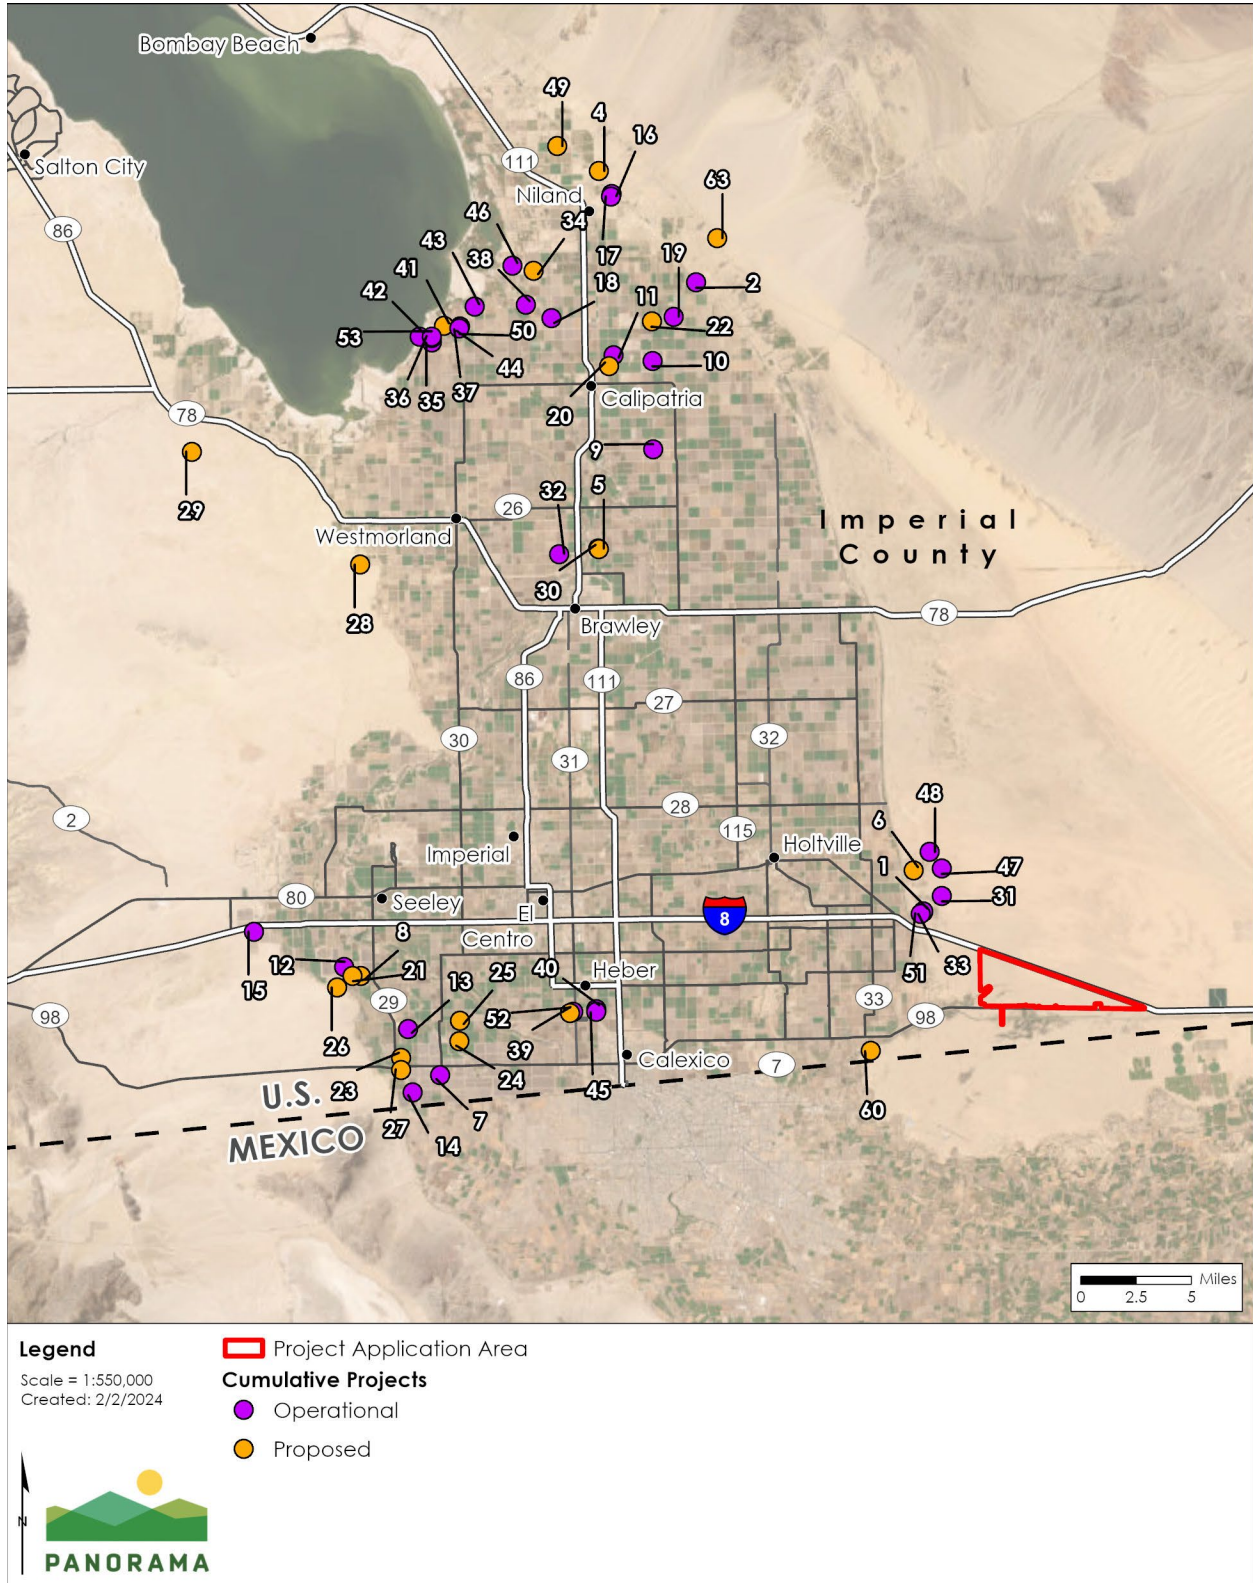 Bombay Beach
49
4
16
111
Salton City
Niland
63
86
46
34
43
38
17
19
41
18
2
42
11
53
50
22
44
10
36
35
37
20
Calipatria
78
9
29
32
5
26
Imperial
County
Westmorland
30
28
78
Brawley
86
111
27
30
32
31
48
28
2
6
115
Holtville
Imperial
1
47
80
31
Seeley
El
Centro
8
8
12
25
40
Heber
51
33
21
13
15
29
33
98
98
52
26
39
Calexico
7
23
24
45
U.S.
60
27
7
14
MEXICO
Miles
0 2.5 5
Legend
Project Application Area
Scale = 1:550,000
Created: 2/2/2024
Cumulative Projects
Operational
Proposed
N
PANORAMA